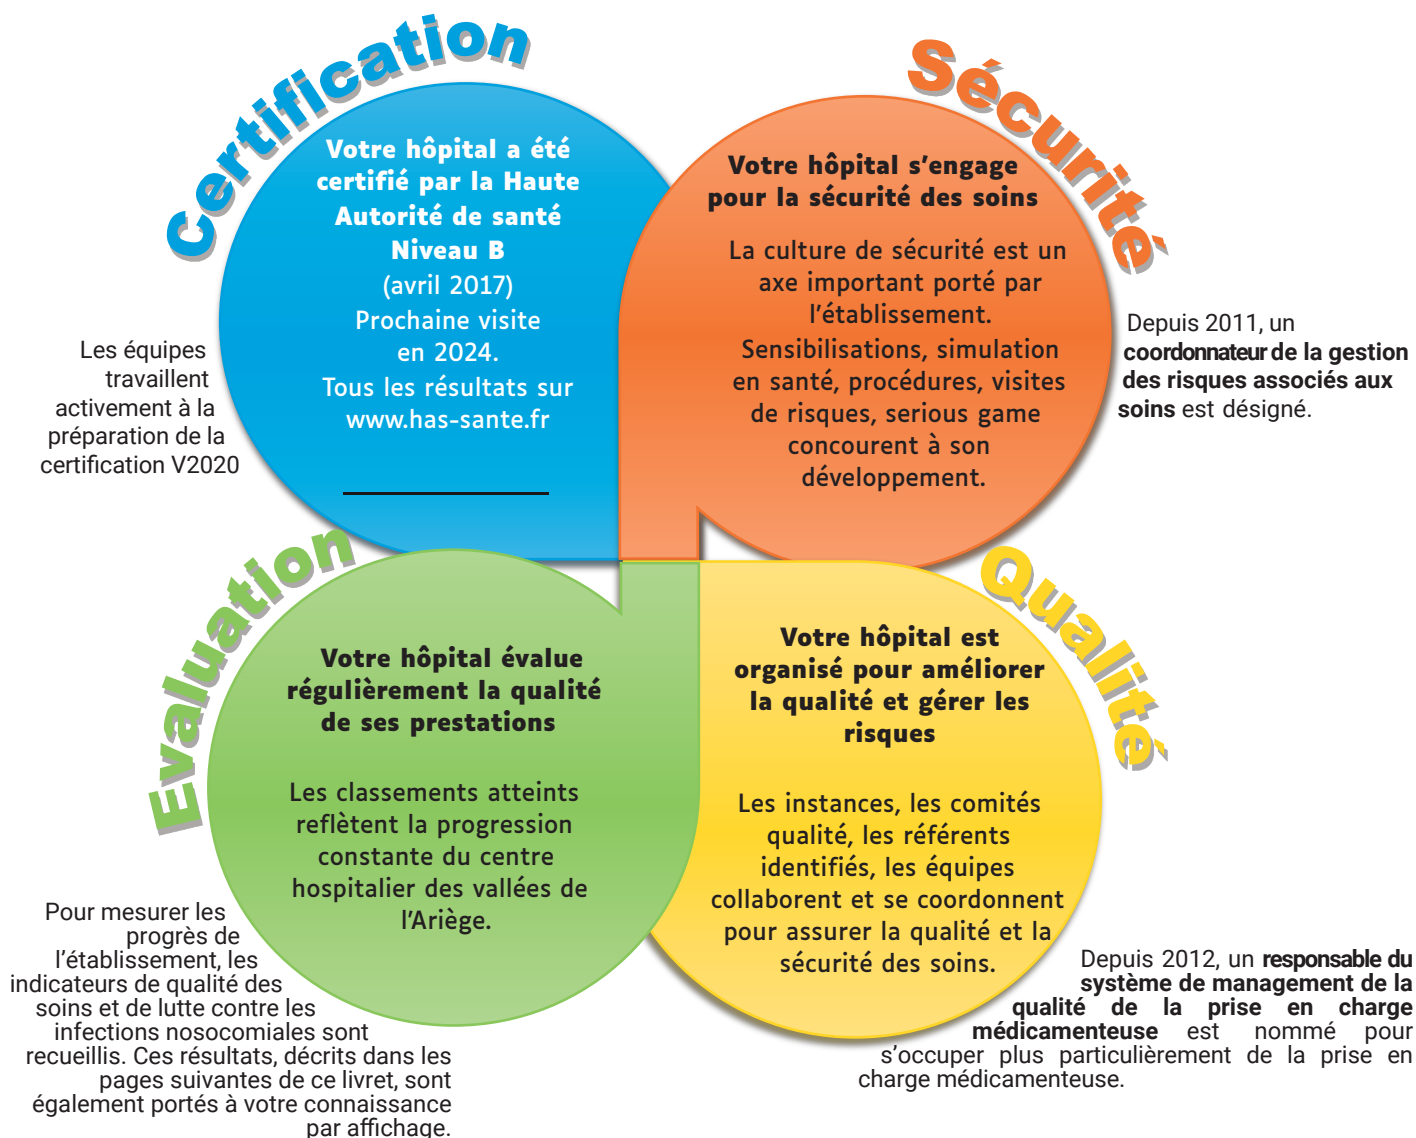 Certification
Votre hôpital a été
certifié par la Haute
Autorité de santé
Niveau B
(avril 2017)
Prochaine visite
en 2024.
Tous les résultats sur
www.has-sante.fr
Les équipes
travaillent
activement à la
préparation de la
certification V2020
Sécurité
Votre hôpital s'engage
pour la sécurité des soins
La culture de sécurité est un
axe important porté par
l'établissement.
Sensibilisations, simulation
en santé, procédures, visites
de risques, serious game
concourent à son
développement.
Depuis 2011, un
coordonnateur de la gestion
des risques associés aux
soins est désigné.
Evaluation
Votre hôpital évalue
régulièrement la qualité
de ses prestations
Les classements atteints
reflètent la progression
constante du centre
hospitalier des vallées de
l'Ariège.
Pour mesurer les
progrès de
l'établissement, les
indicateurs de qualité des
soins et de lutte contre les
infections nosocomiales sont
recueillis. Ces résultats, décrits dans les
pages suivantes de ce livret, sont
également portés à votre connaissance
par affichage.
Qualité
Votre hôpital est
organisé pour améliorer
la qualité et gérer les
risques
Les instances, les comités
qualité, les référents
identifiés, les équipes
collaborent et se coordonnent
pour assurer la qualité et la
sécurité des soins.
Depuis 2012, un responsable du
système de management de la
qualité de la prise en charge
médicamenteuse est nommé pour
s'occuper plus particulièrement de la prise en
charge médicamenteuse.